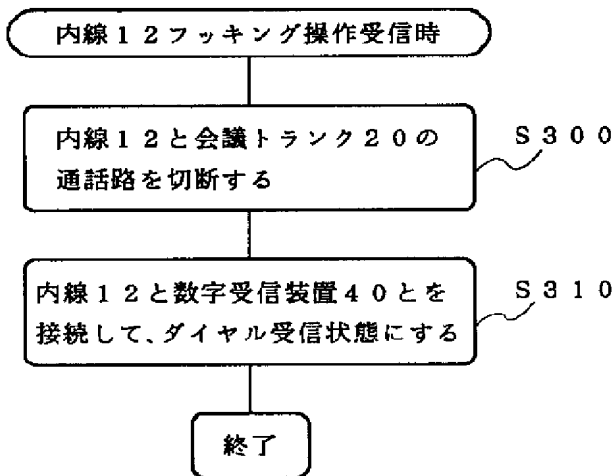 内線12フッキング操作受信時
内線12と会議トランク20の
S300
通話路を切断する
内線12と数字受信装置40とを
S310
接続して、ダイヤル受信状態にする
終了